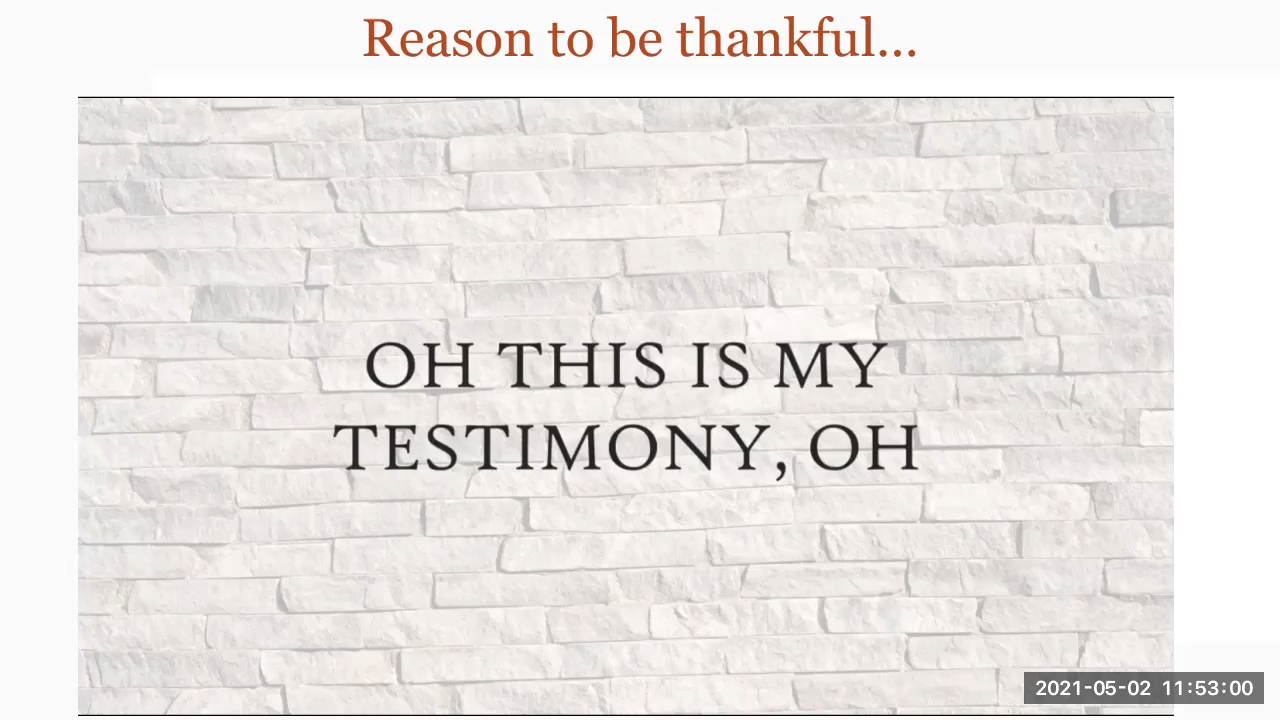 Reason to be thankful...
OH THIS IS MY
TESTIMONY, OH
2021-05-02 11:53:00